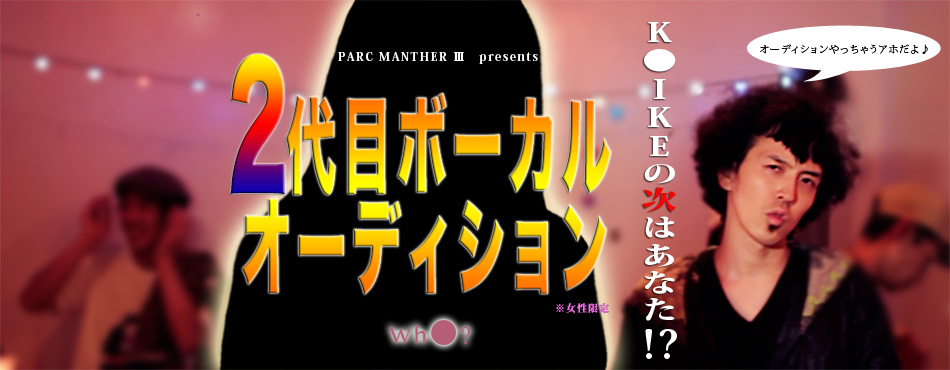 PARC MANTHER Ⅲ presents
2代目ボーカル
オーディション
※女性限定
wh●?
K●IKEの次はあなた!?
オーディションやっちゃうアホだよ♪